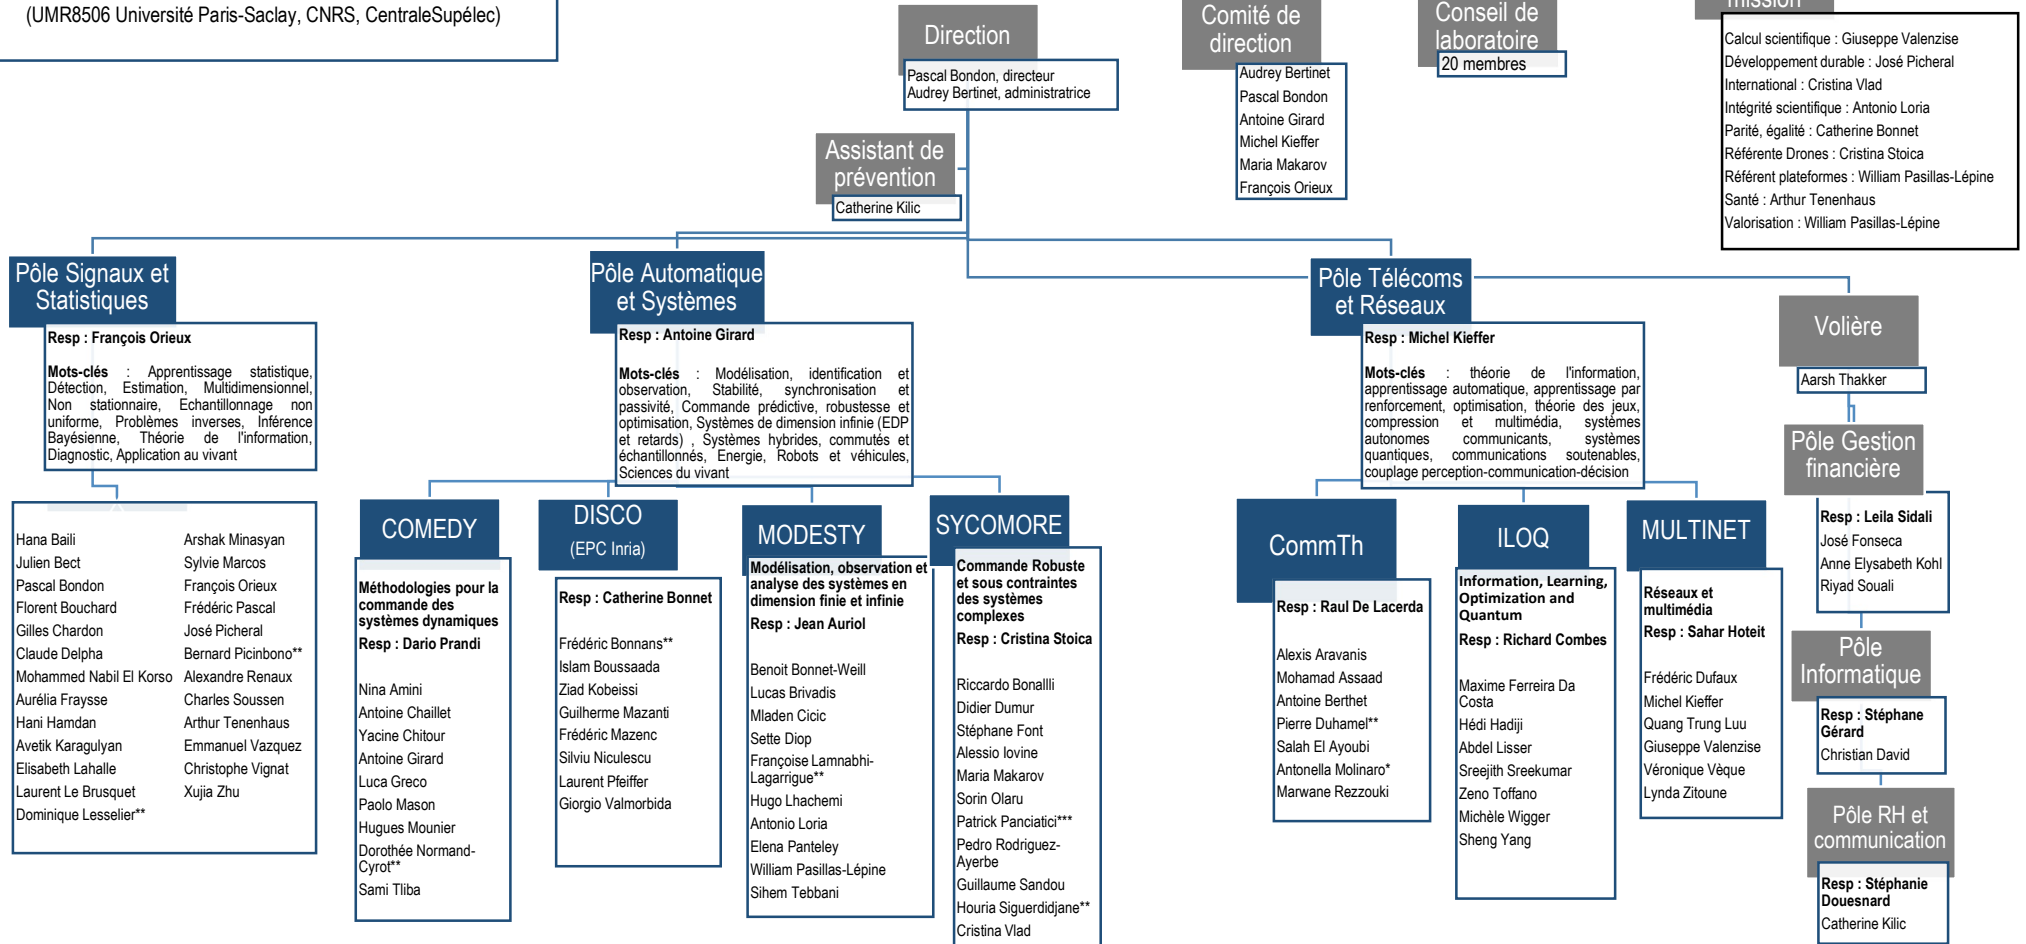 (UMR8506 Université Paris-Saclay, CNRS, CentraleSupélec)
Direction
Pascal Bondon, directeur
Audrey Bertinet, administratrice
Comité de
direction
Audrey Bertinet
Pascal Bondon
Antoine Girard
Michel Kieffer
Maria Makarov
François Orieux
Conseil de
laboratoire
20 membres
mission
Calcul scientifique : Giuseppe Valenzise
Développement durable : José Picheral
International : Cristina Vlad
Intégrité scientifique : Antonio Loria
Parité, égalité : Catherine Bonnet
Référente Drones : Cristina Stoica
Référent plateformes : William Pasillas-Lépine
Santé : Arthur Tenenhaus
Valorisation : William Pasillas-Lépine
Assistant de
prévention
Catherine Kilic
Pôle Signaux et
Statistiques
Resp : François Orieux
Mots-clés : Apprentissage statistique,
Détection, Estimation, Multidimensionnel,
Non stationnaire, Echantillonnage non
uniforme, Problèmes inverses, Inférence
Bayésienne, Théorie de l'information,
Diagnostic, Application au vivant
Hana Baili
Julien Bect
Pascal Bondon
Florent Bouchard
Gilles Chardon
Claude Delpha
Mohammed Nabil El Korso
Aurélia Fraysse
Hani Hamdan
Avetik Karagulyan
Elisabeth Lahalle
Laurent Le Brusquet
Dominique Lesselier**
Arshak Minasyan
Sylvie Marcos
François Orieux
Frédéric Pascal
José Picheral
Bernard Picinbono**
Alexandre Renaux
Charles Soussen
Arthur Tenenhaus
Emmanuel Vazquez
Christophe Vignat
Xujia Zhu
Pôle Automatique
et Systèmes
Resp : Antoine Girard
Mots-clés : Modélisation, identification et
observation, Stabilité, synchronisation et
passivité, Commande prédictive, robustesse et
optimisation, Systèmes de dimension infinie (EDP
et retards) , Systèmes hybrides, commutés et
échantillonnés, Energie, Robots et véhicules,
Sciences du vivant
COMEDY
Méthodologies pour la
commande des
systèmes dynamiques
Resp : Dario Prandi
Nina Amini
Antoine Chaillet
Yacine Chitour
Antoine Girard
Luca Greco
Paolo Mason
Hugues Mounier
Dorothée Normand-
Cyrot**
Sami Tliba
DISCO
(EPC Inria)
Resp : Catherine Bonnet
Frédéric Bonnans**
Islam Boussaada
Ziad Kobeissi
Guilherme Mazanti
Frédéric Mazenc
Silviu Niculescu
Laurent Pfeiffer
Giorgio Valmorbida
MODESTY
Modélisation, observation et
analyse des systèmes en
dimension finie et infinie
Resp : Jean Auriol
Benoit Bonnet-Weill
Lucas Brivadis
Mladen Cicic
Sette Diop
Françoise Lamnabhi-
Lagarrigue**
Hugo Lhachemi
Antonio Loria
Elena Panteley
William Pasillas-Lépine
Sihem Tebbani
SYCOMORE
Commande Robuste
et sous contraintes
des systèmes
complexes
Resp : Cristina Stoica
Riccardo Bonallli
Didier Dumur
Stéphane Font
Alessio Iovine
Maria Makarov
Sorin Olaru
Patrick Panciatici***
Pedro Rodriguez-
Ayerbe
Guillaume Sandou
Houria Siguerdidjane**
Cristina Vlad
Pôle Télécoms
et Réseaux
Resp : Michel Kieffer
Mots-clés : théorie de l'information,
apprentissage automatique, apprentissage par
renforcement, optimisation, théorie des jeux,
compression et multimédia, systèmes
autonomes communicants, systèmes
quantiques, communications soutenables,
couplage perception-communication-décision
CommTh
Resp : Raul De Lacerda
Alexis Aravanis
Mohamad Assaad
Antoine Berthet
Pierre Duhamel**
Salah El Ayoubi
Antonella Molinaro*
Marwane Rezzouki
ILOQ
Information, Learning,
Optimization and
Quantum
Resp : Richard Combes
Maxime Ferreira Da
Costa
Hédi Hadiji
Abdel Lisser
Sreejith Sreekumar
Zeno Toffano
Michèle Wigger
Sheng Yang
MULTINET
Réseaux et
multimédia
Resp : Sahar Hoteit
Frédéric Dufaux
Michel Kieffer
Quang Trung Luu
Giuseppe Valenzise
Véronique Vèque
Lynda Zitoune
Volière
Aarsh Thakker
Pôle Gestion
financière
Resp : Leila Sidali
José Fonseca
Anne Elysabeth Kohl
Riyad Souali
Pôle
Informatique
Resp : Stéphane
Gérard
Christian David
Pôle RH et
communication
Resp : Stéphanie
Douesnard
Catherine Kilic